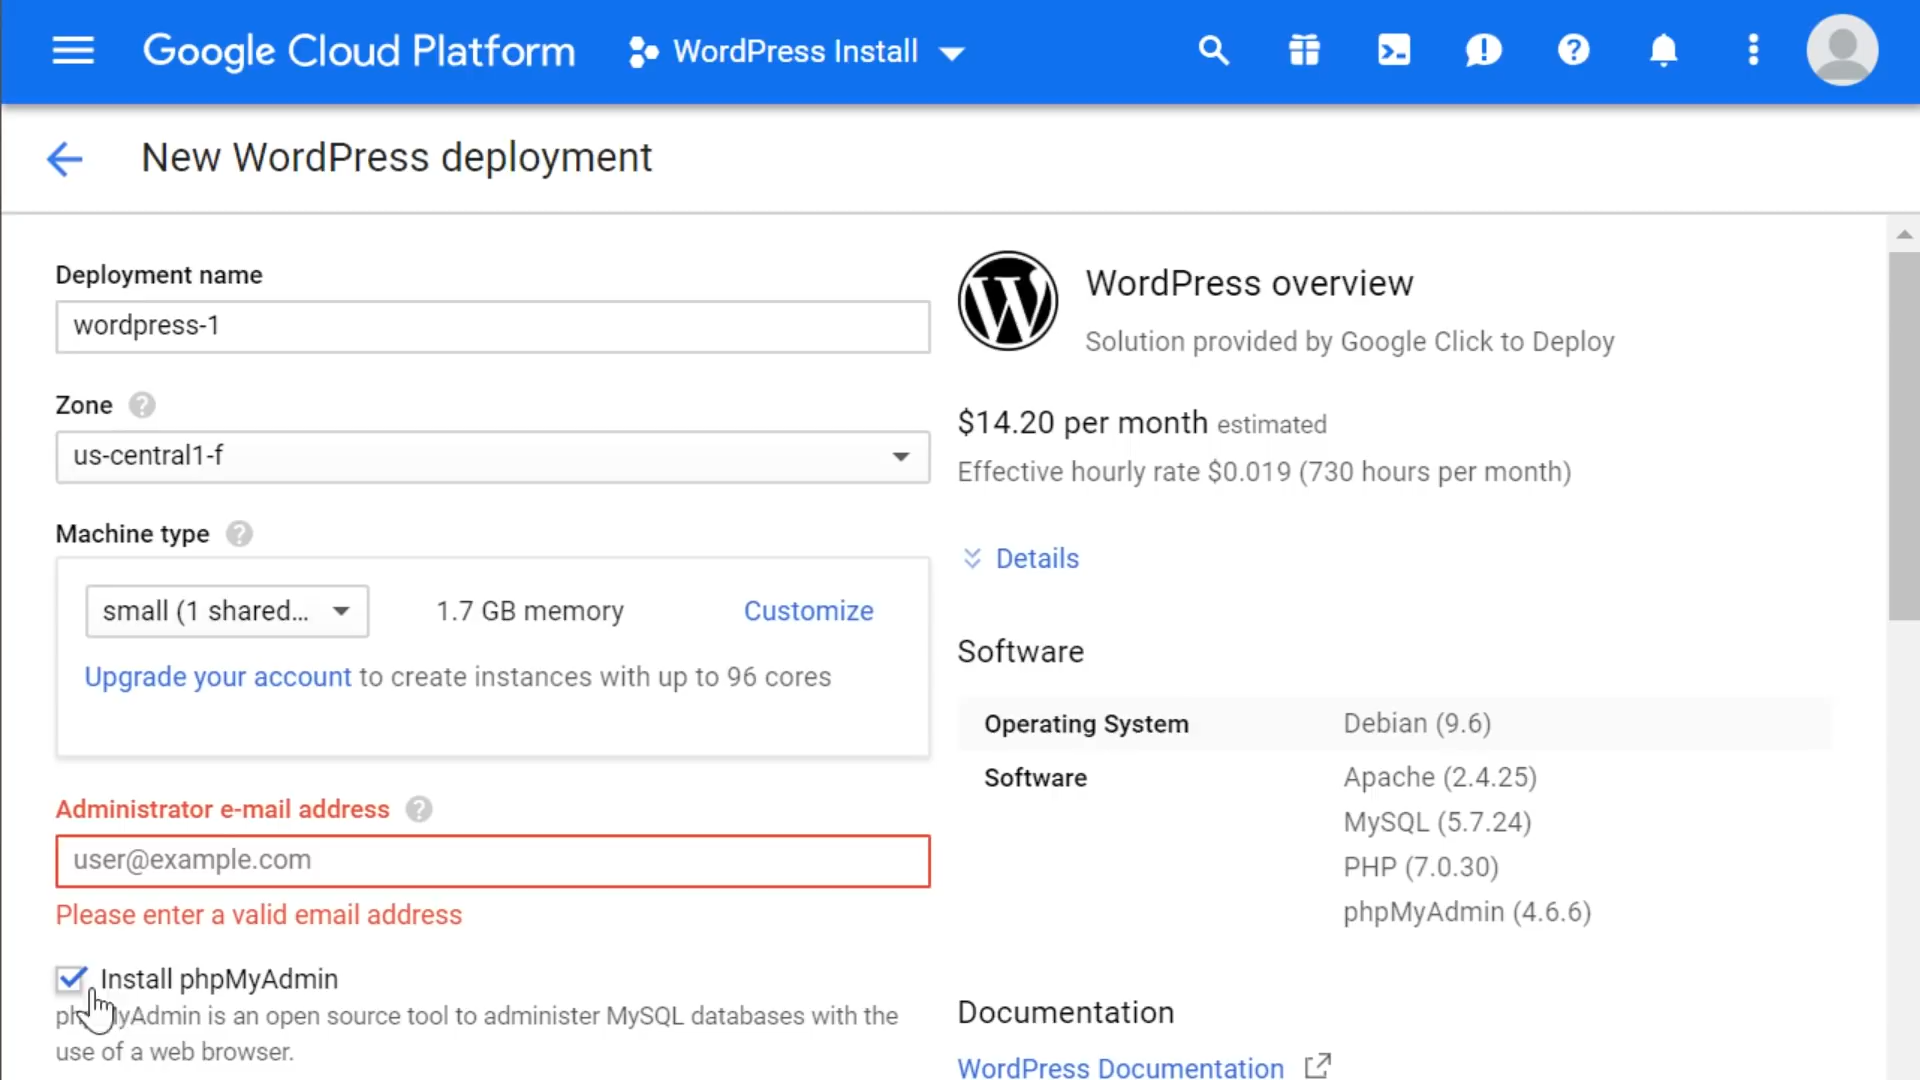 Google Cloud Platform
WordPress Install
New WordPress deployment
Deployment name
wordpress-1
Zone
us-central1-f
Machine type
small (1 shared...
1.7 GB memory
Customize
Upgrade your account to create instances with up to 96 cores
Administrator e-mail address
user@example.com
Please enter a valid email address
Install phpMyAdmin
phpMyAdmin is an open source tool to administer MySQL databases with the
use of a web browser.
WordPress overview
Solution provided by Google Click to Deploy
$14.20 per month estimated
Effective hourly rate $0.019 (730 hours per month)
Details
Software
Operating System
Debian (9.6)
Software
Apache (2.4.25)
MySQL (5.7.24)
PHP (7.0.30)
phpMyAdmin (4.6.6)
Documentation
WordPress Documentation